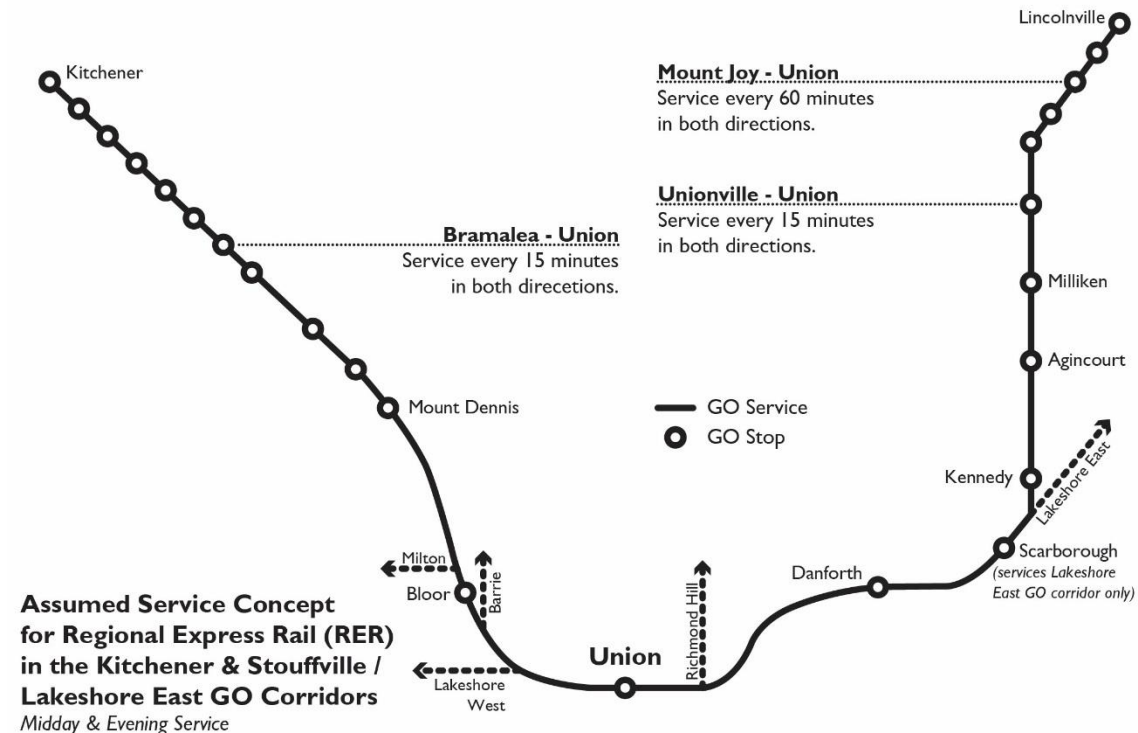 Lincolnville
Kitchener
Mount Joy - Union
Service every 60 minutes
in both directions.
Unionville - Union
Service every 15 minutes
in both directions.
Bramalea - Union
Service every 15 minutes
in both direcetions.
Milliken
Agincourt
Mount Dennis
GO Service
GO Stop
Kennedy
Lakeshore East
Scarborough
(services Lakeshore
East GO corridor only)
Milton
Bloor
Barrie
Danforth
Richmond Hill
Union
Lakeshore
West
Assumed Service Concept
for Regional Express Rail (RER)
in the Kitchener & Stouffville /
Lakeshore East GO Corridors
Midday & Evening Service